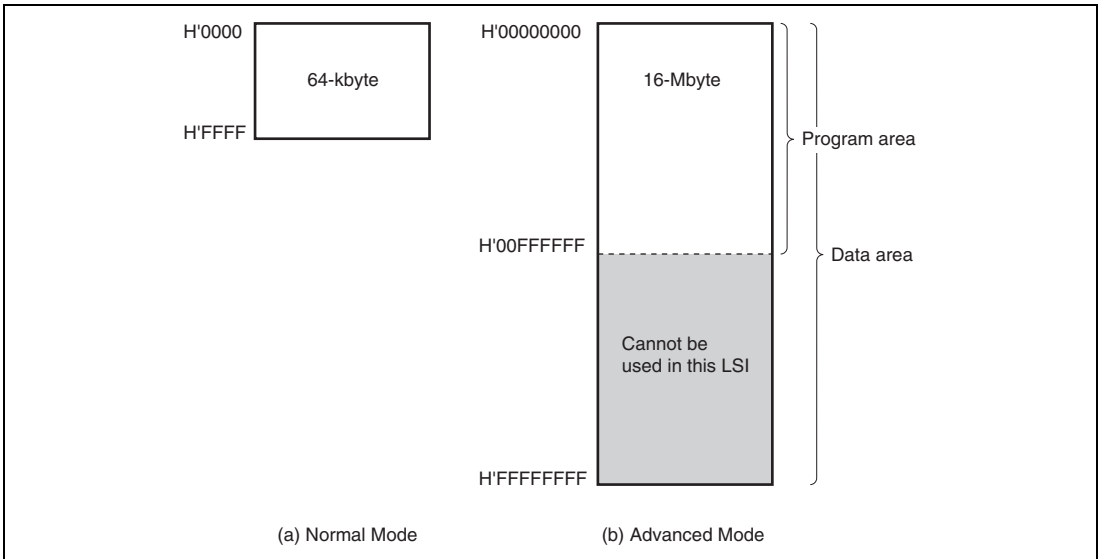 H'0000
64-kbyte
H'FFFF
H'00000000
16-Mbyte
Program area
H'00FFFFFF
Data area
Cannot be
used in this LSI
H'FFFFFFFF
(a) Normal Mode
(b) Advanced Mode